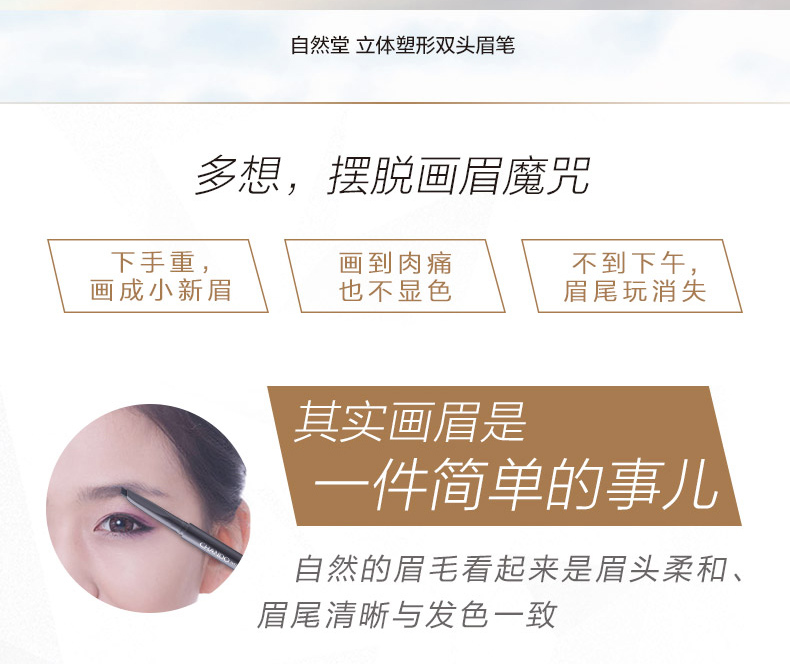 自然堂 立体塑形双头眉笔
多想，摆脱画眉魔咒
下手重，
画成小新眉
画到肉痛
也不显色
不到下午，
眉尾玩消失
其实画眉是
一件简单的事儿
CHANDO
自然的眉毛看起来是眉头柔和、
眉尾清晰与发色一致